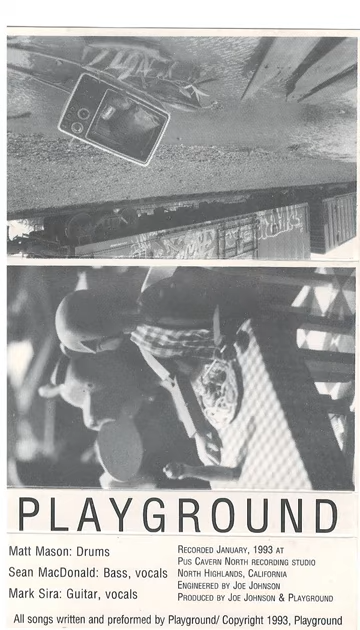 PLAYGROUND
Matt Mason: Drums
Sean MacDonald: Bass, vocals
Mark Sira: Guitar, vocals
Recorded January, 1993 at
Pus Cavern North recording studio
North Highlands, California
Engineered by Joe Johnson
Produced by Joe Johnson & Playground
All songs written and preformed by Playground/ Copyright 1993, Playground